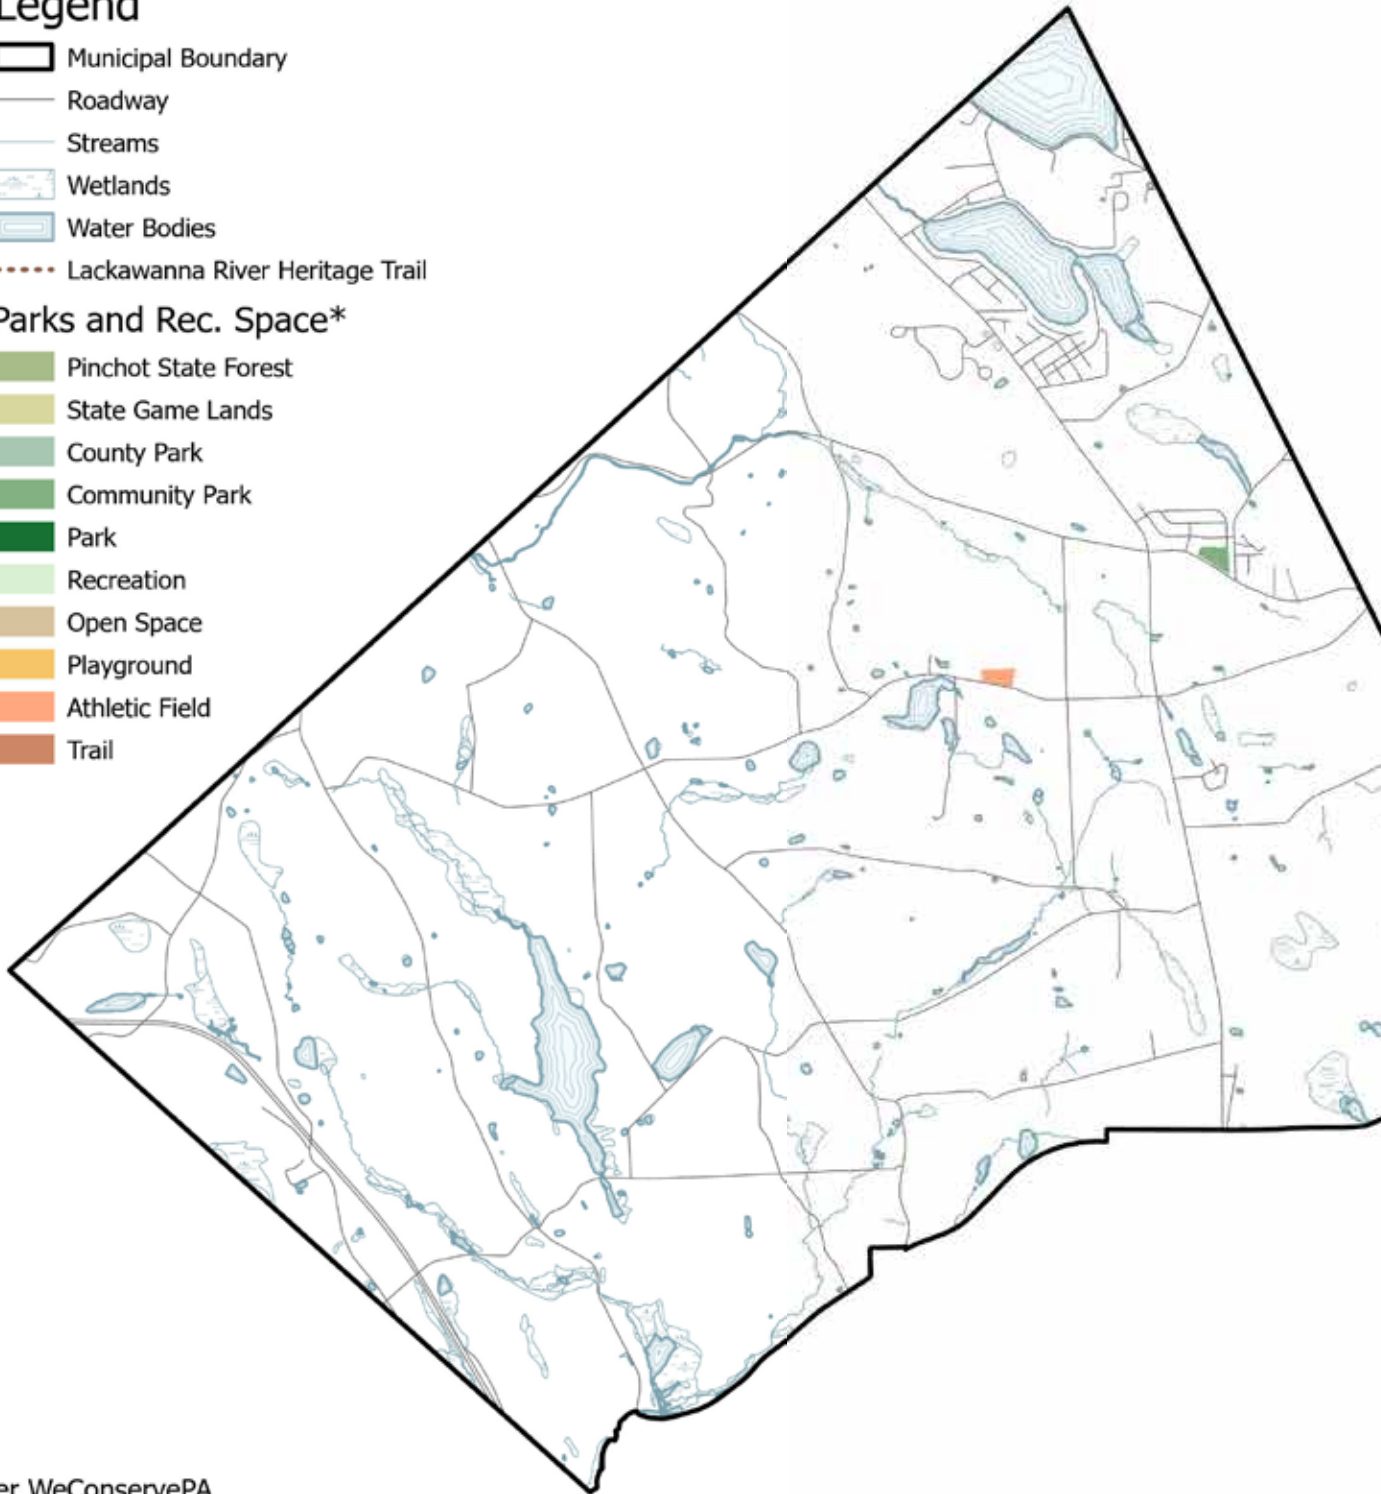 Legend
Municipal Boundary
Roadway
Streams
Wetlands
Water Bodies
Lackawanna River Heritage Trail
Parks and Rec. Space*
Pinchot State Forest
State Game Lands
County Park
Community Park
Park
Recreation
Open Space
Playground
Athletic Field
Trail
er WeConservePA